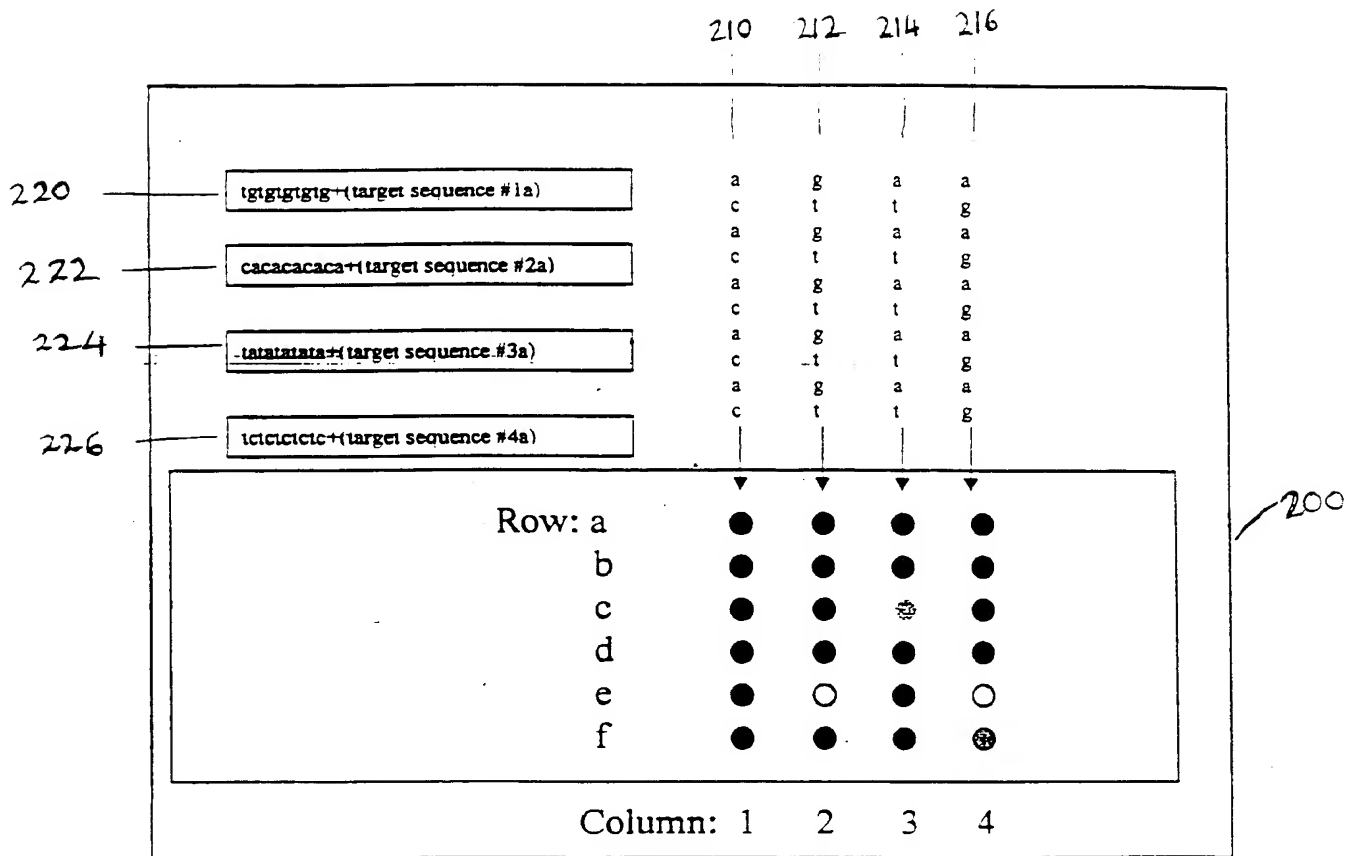 210 212 214 216
220 tgtgtgtgtg+(target sequence #1a)
222 cacacacaca+(target sequence #2a)
224 tatatatata+(target sequence #3a)
226 tctctctctc+(target sequence #4a)
a g a a
c t t g
a g a a
c t t g
a g a a
c t t g
a g a a
c t t g
a g a a
c t t g
200
Row: a
b
c
d
e
f
Column: 1 2 3 4